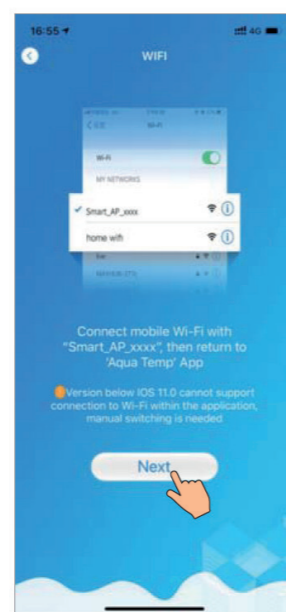 16:55
4G
WIFI
Wi-Fi
Wi-Fi
MY NETWORKS
Smart_AP_xxxx
home wifi
Connect mobile Wi-Fi with
"Smart_AP_xxxx", then return to
'Aqua Temp' App
Version below IOS 11.0 cannot support
connection to Wi-Fi within the application,
manual switching is needed
Next